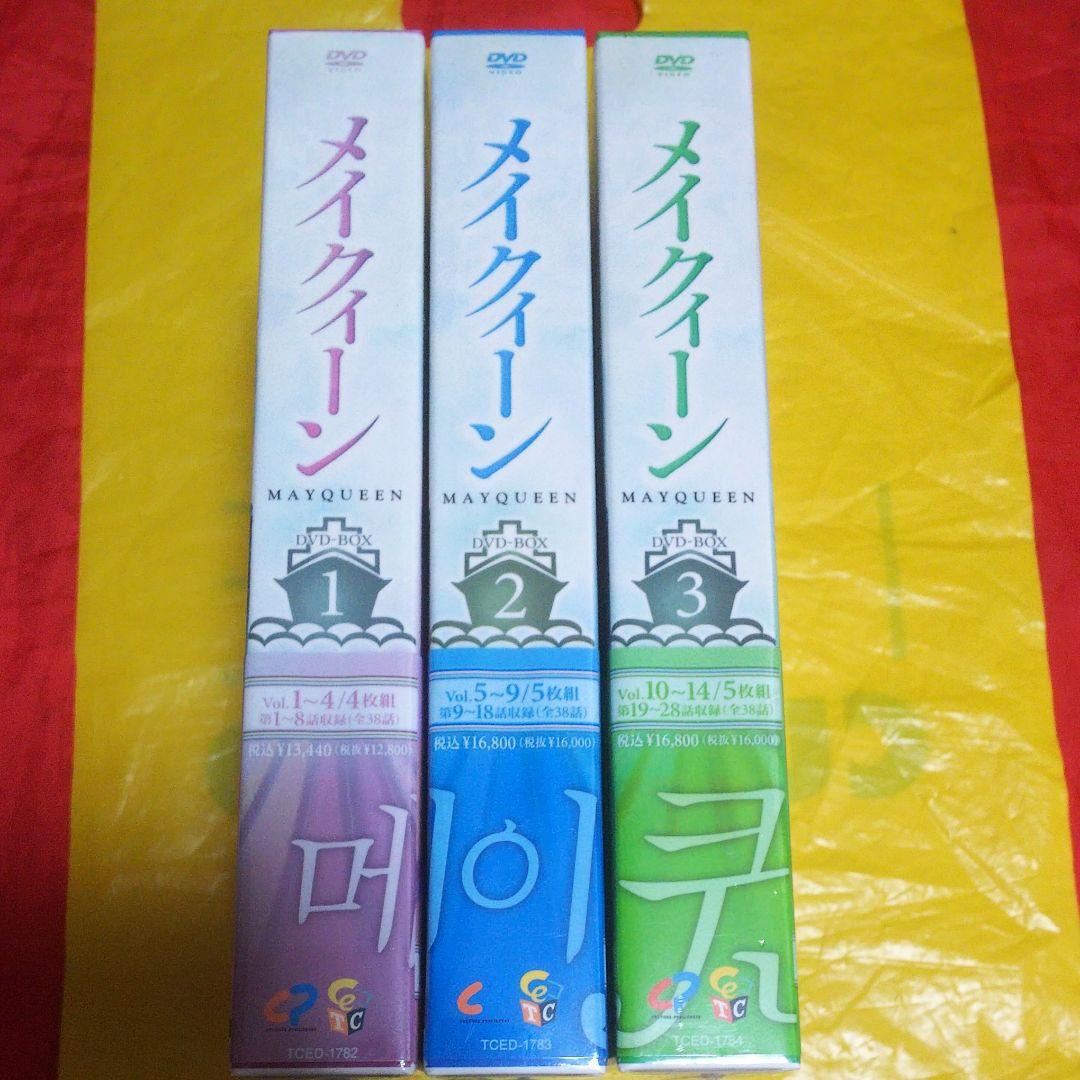 DVD
VIDEO
メイクィーン
MAYQUEEN
DVD-BOX
1
Vol.1〜4/4枚組
第1〜8話収録(全38話)
税込¥13,440(税抜¥12,800)
메
TCED-1782
DVD
VIDEO
メイクィーン
MAYQUEEN
DVD-BOX
2
Vol.5〜9/5枚組
第9〜18話収録(全38話)
税込¥16,800(税抜¥16,000)
이
TCED-1783
DVD
VIDEO
メイクィーン
MAYQUEEN
DVD-BOX
3
Vol.10〜14/5枚組
第19〜28話収録(全38話)
税込¥16,800(税抜¥16,000)
TC
TCED-1784